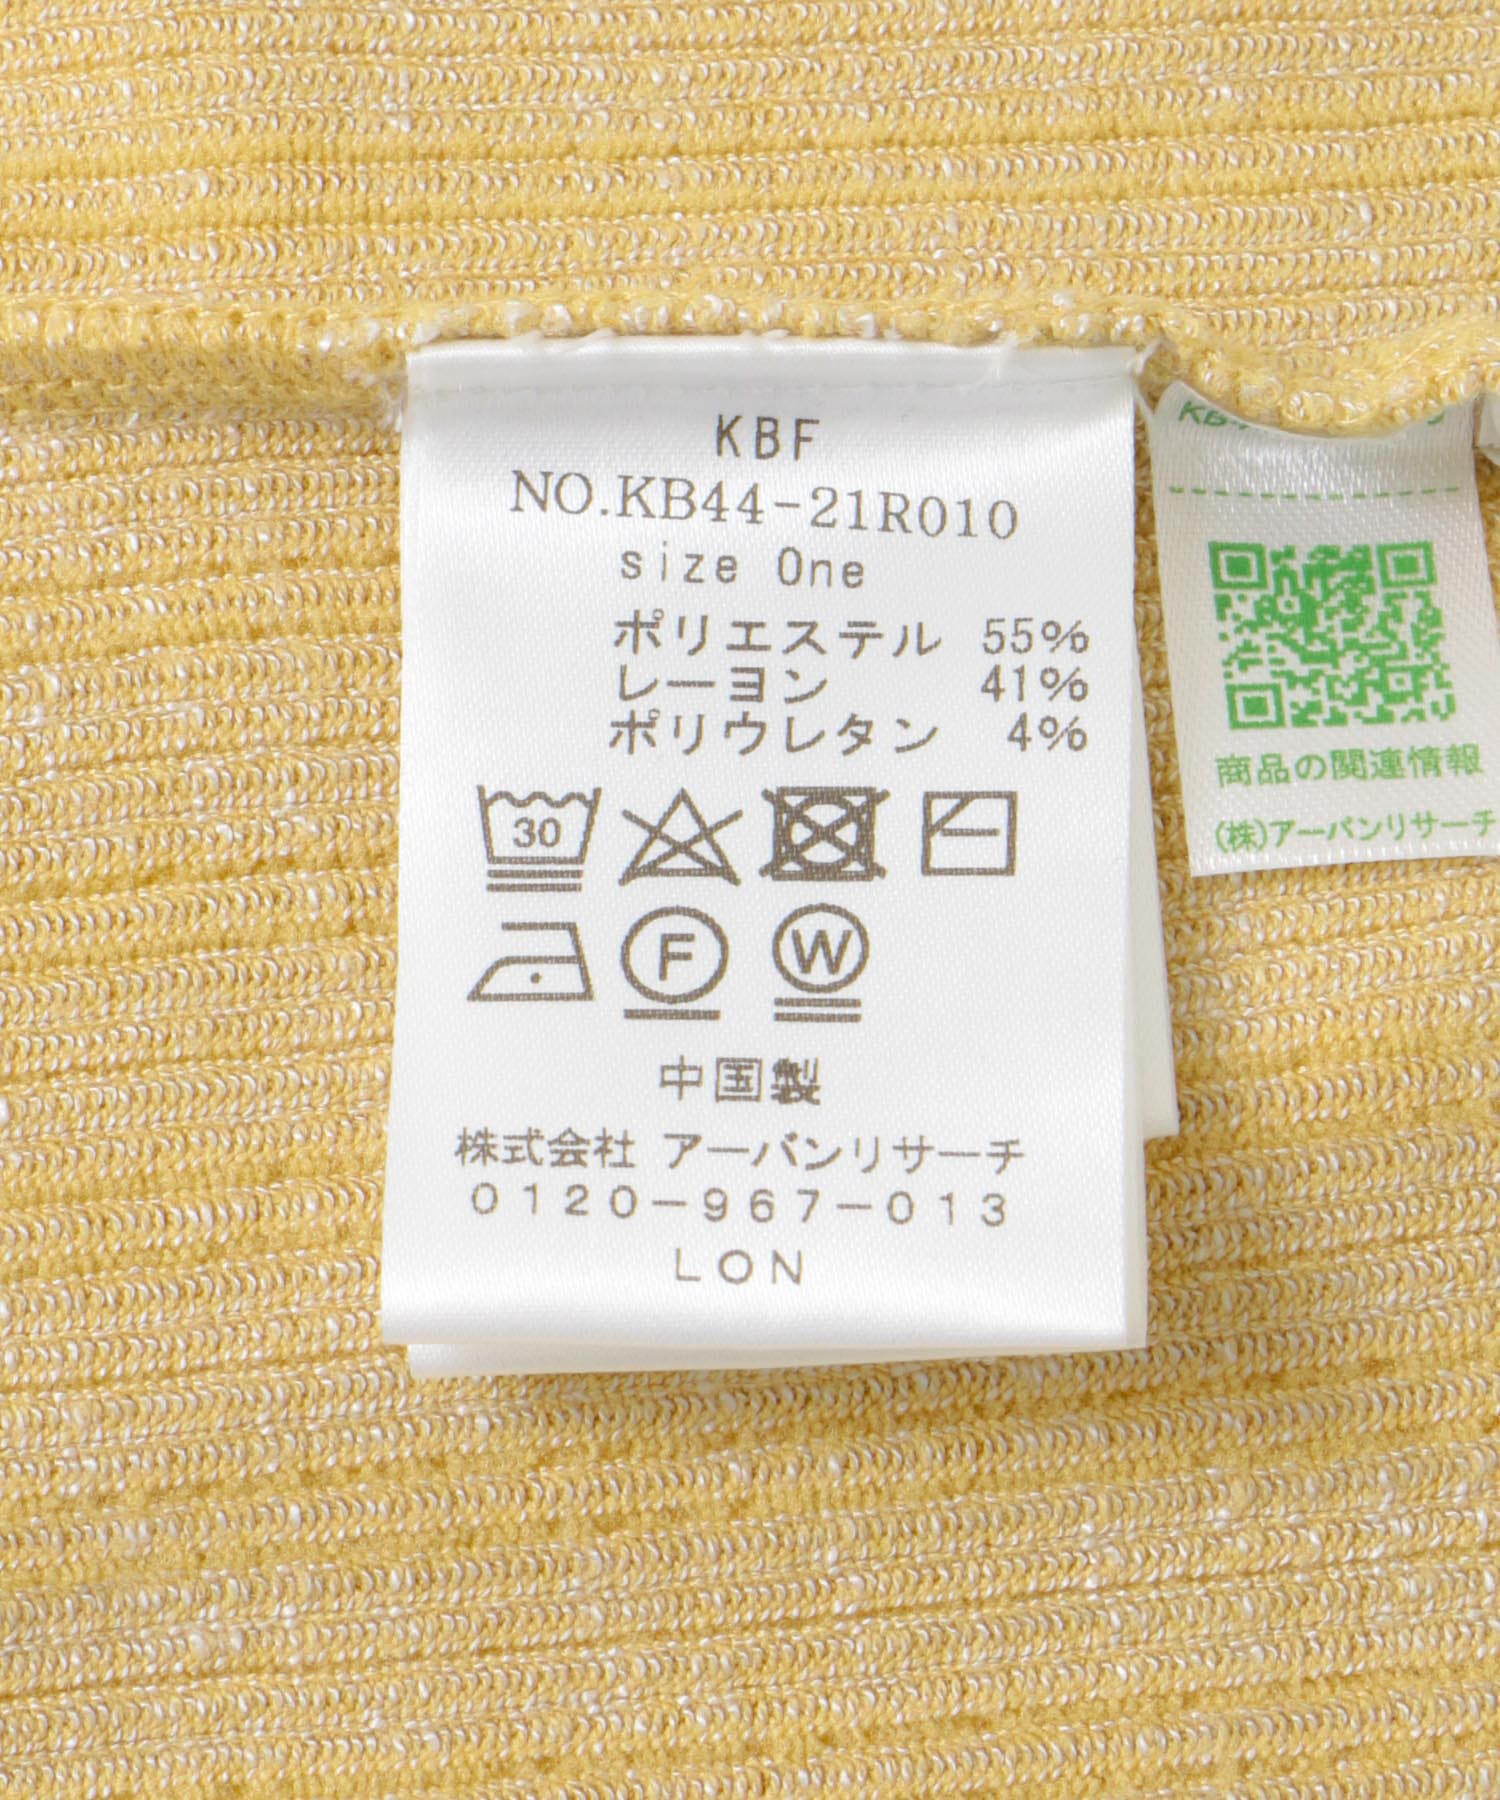 KBF
NO.KB44-21R010
size One
ポリエステル 55%
レーヨン 41%
ポリウレタン 4%
30
F
W
中国製
株式会社 アーバンリサーチ
0120-967-013
LON
商品の関連情報
(株)アーバンリサーチ